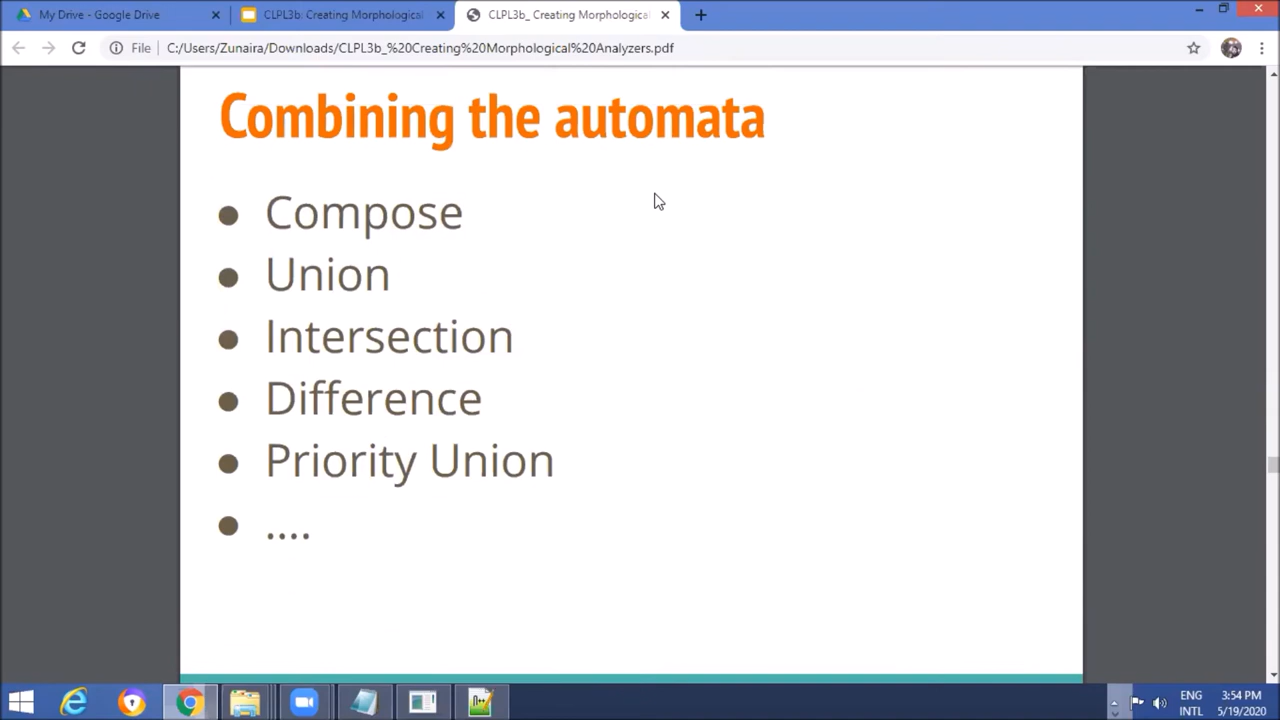 My Drive - Google Drive
CLPL3b: Creating Morphological
CLPL3b_ Creating Morphologica
File
C:/Users/Zunaira/Downloads/CLPL3b_%20Creating%20Morphological%20Analyzers.pdf
Combining the automata
● Compose
● Union
● Intersection
● Difference
● Priority Union
● ....
ENG
INTL
3:54 PM
5/19/2020